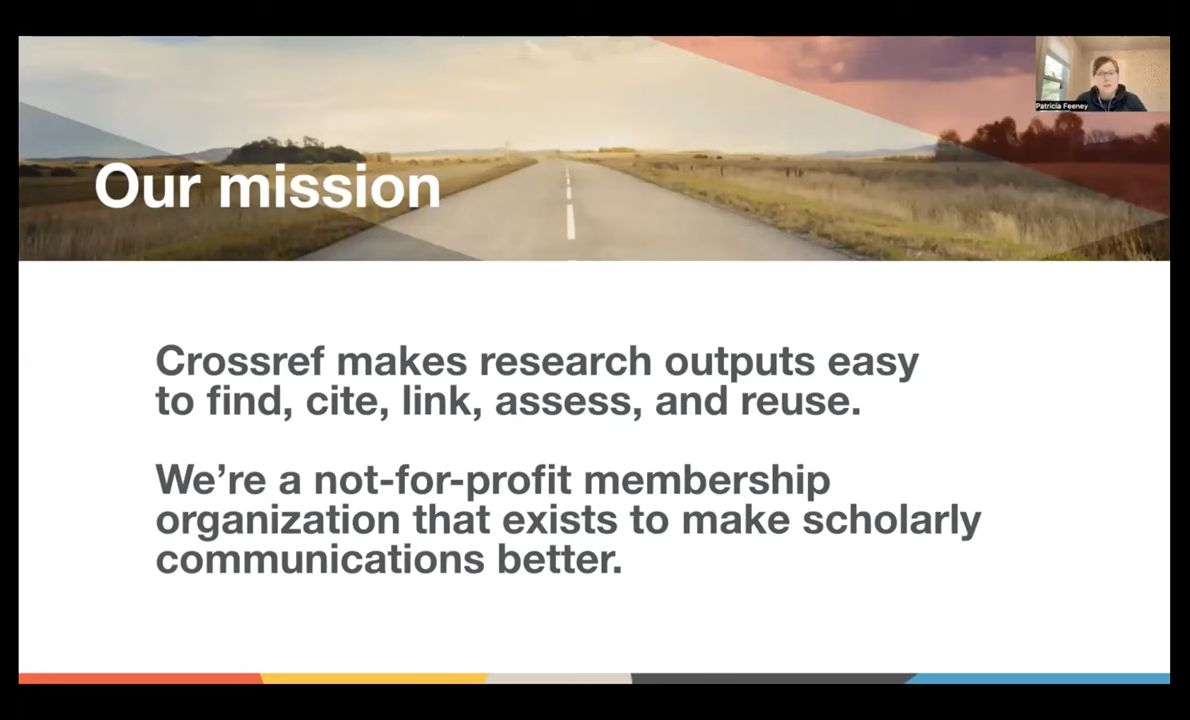 Patricia Feeney
Our mission
Crossref makes research outputs easy
to find, cite, link, assess, and reuse.
We’re a not-for-profit membership
organization that exists to make scholarly
communications better.